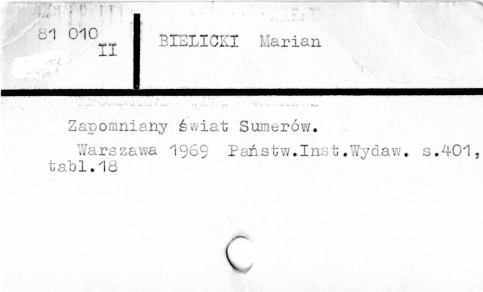 81 010
II
BIELICKI Marian
Zapomniany świat Sumerów.
Warszawa 1969 Państw.Inst.Wydaw. s.401,
tabl.18